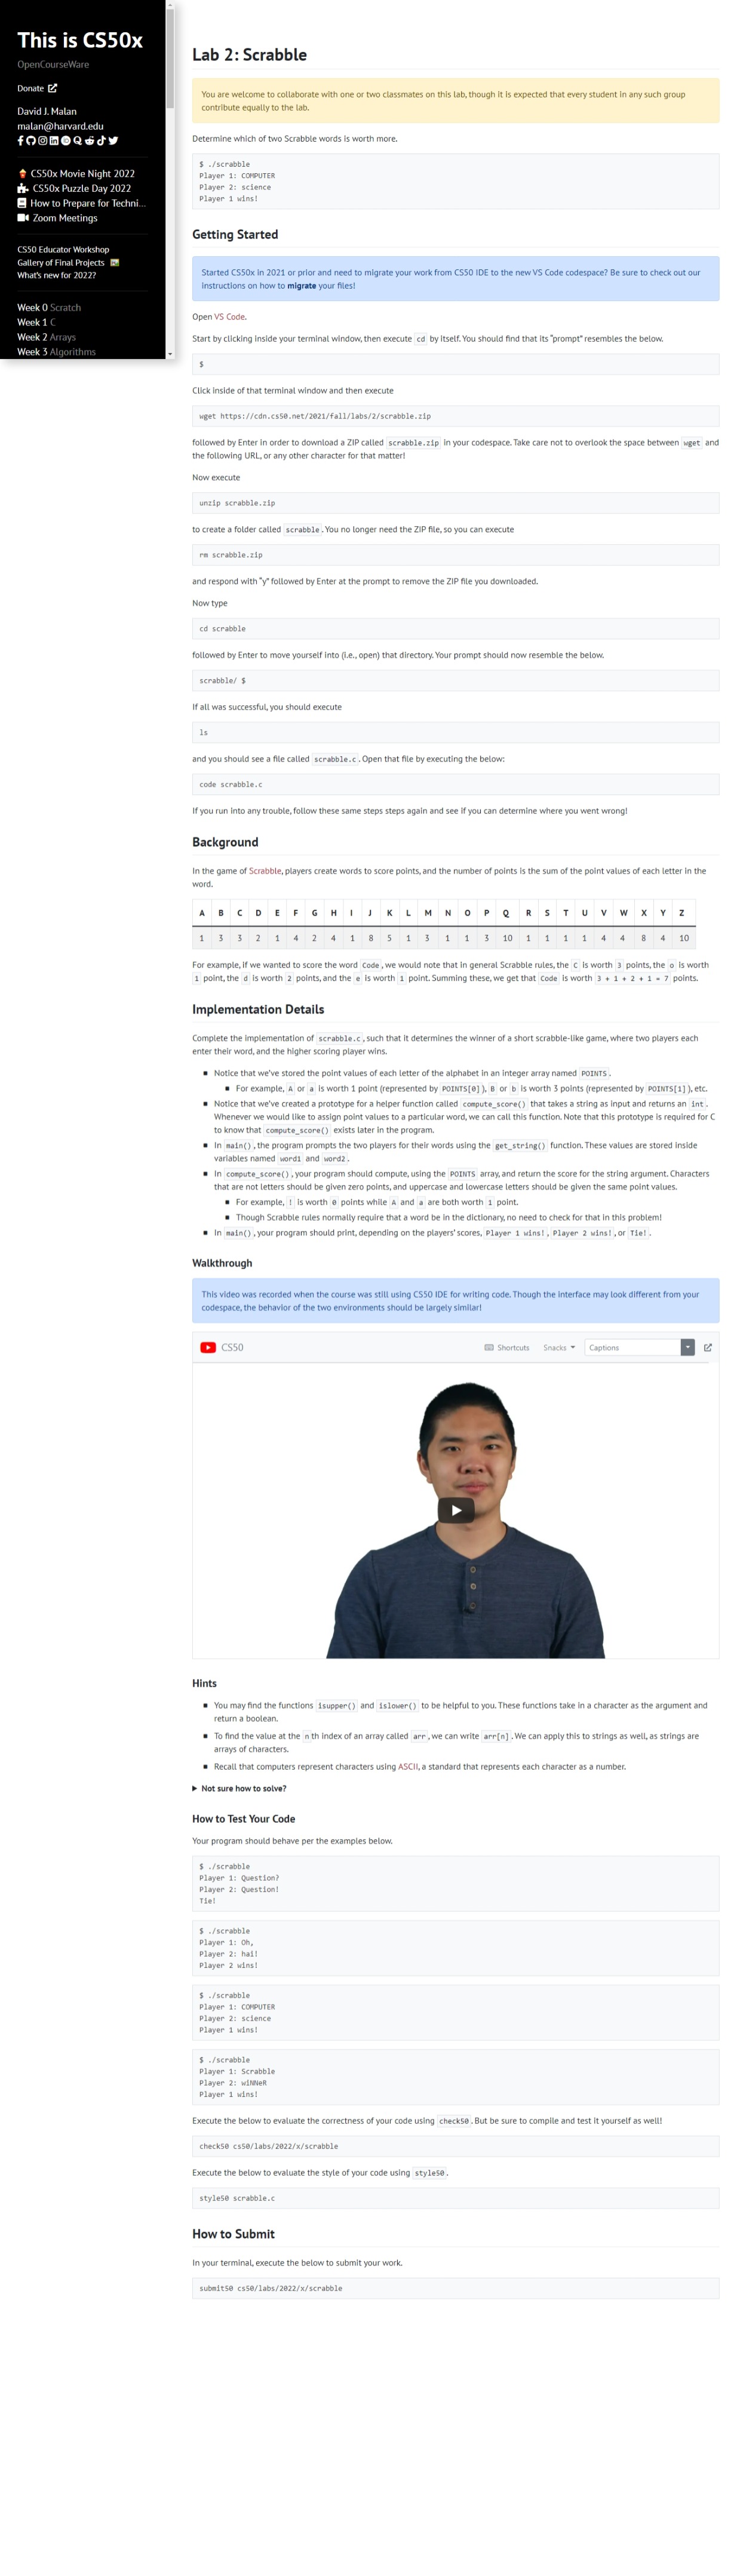 This is CS50x
OpenCourseWare
Donate
David J. Malan
malan@harvard.edu
CS50x Movie Night 2022
CS50x Puzzle Day 2022
How to Prepare for Techni...
Zoom Meetings
CS50 Educator Workshop
Gallery of Final Projects
What's new for 2022?
Week 0 Scratch
Week 1 C
Week 2 Arrays
Week 3 Algorithms
Lab 2: Scrabble
You are welcome to collaborate with one or two classmates on this lab, though it is expected that every student in any such group
contribute equally to the lab.
Determine which of two Scrabble words is worth more.
$ ./scrabble
Player 1: COMPUTER
Player 2: science
Player 1 wins!
Getting Started
Started CS50x in 2021 or prior and need to migrate your work from CS50 IDE to the new VS Code codespace? Be sure to check out our
instructions on how to migrate your files!
Open VS Code.
Start by clicking inside your terminal window, then execute cd by itself. You should find that its “prompt” resembles the below.
$
Click inside of that terminal window and then execute
wget https://cdn.cs50.net/2021/fall/labs/2/scrabble.zip
followed by Enter in order to download a ZIP called scrabble.zip in your codespace. Take care not to overlook the space between wget and
the following URL, or any other character for that matter!
Now execute
unzip scrabble.zip
to create a folder called scrabble. You no longer need the ZIP file, so you can execute
rm scrabble.zip
and respond with “y” followed by Enter at the prompt to remove the ZIP file you downloaded.
Now type
cd scrabble
followed by Enter to move yourself into (i.e., open) that directory. Your prompt should now resemble the below.
scrabble/ $
If all was successful, you should execute
ls
and you should see a file called scrabble.c. Open that file by executing the below:
code scrabble.c
If you run into any trouble, follow these same steps steps again and see if you can determine where you went wrong!
Background
In the game of Scrabble, players create words to score points, and the number of points is the sum of the point values of each letter in the
word.
A B C D E F G H I J K L M N O P Q R S T U V W X Y Z
1 3 3 2 1 4 2 4 1 8 5 1 3 1 1 3 10 1 1 1 1 4 4 8 4 10
For example, if we wanted to score the word Code, we would note that in general Scrabble rules, the C is worth 3 points, the o is worth
1 point, the d is worth 2 points, and the e is worth 1 point. Summing these, we get that Code is worth 3 + 1 + 2 + 1 = 7 points.
Implementation Details
Complete the implementation of scrabble.c, such that it determines the winner of a short scrabble-like game, where two players each
enter their word, and the higher scoring player wins.
Notice that we've stored the point values of each letter of the alphabet in an integer array named POINTS.
For example, A or a is worth 1 point (represented by POINTS[0]), B or b is worth 3 points (represented by POINTS[1]), etc.
Notice that we've created a prototype for a helper function called compute_score() that takes a string as input and returns an int.
Whenever we would like to assign point values to a particular word, we can call this function. Note that this prototype is required for C
to know that compute_score() exists later in the program.
In main(), the program prompts the two players for their words using the get_string() function. These values are stored inside
variables named word1 and word2.
In compute_score(), your program should compute, using the POINTS array, and return the score for the string argument. Characters
that are not letters should be given zero points, and uppercase and lowercase letters should be given the same point values.
For example, ! is worth 0 points while A and a are both worth 1 point.
Though Scrabble rules normally require that a word be in the dictionary, no need to check for that in this problem!
In main(), your program should print, depending on the players' scores, Player 1 wins!, Player 2 wins!, or Tie!.
Walkthrough
This video was recorded when the course was still using CS50 IDE for writing code. Though the interface may look different from your
codespace, the behavior of the two environments should be largely similar!
CS50 Shortcuts Snacks Captions
Hints
You may find the functions isupper() and islower() to be helpful to you. These functions take in a character as the argument and
return a boolean.
To find the value at the nth index of an array called arr, we can write arr[n]. We can apply this to strings as well, as strings are
arrays of characters.
Recall that computers represent characters using ASCII, a standard that represents each character as a number.
Not sure how to solve?
How to Test Your Code
Your program should behave per the examples below.
$ ./scrabble
Player 1: Question?
Player 2: Question!
Tie!
$ ./scrabble
Player 1: Oh,
Player 2: hai!
Player 2 wins!
$ ./scrabble
Player 1: COMPUTER
Player 2: science
Player 1 wins!
$ ./scrabble
Player 1: Scrabble
Player 2: wiNNeR
Player 1 wins!
Execute the below to evaluate the correctness of your code using check50. But be sure to compile and test it yourself as well!
check50 cs50/labs/2022/x/scrabble
Execute the below to evaluate the style of your code using style50.
style50 scrabble.c
How to Submit
In your terminal, execute the below to submit your work.
submit50 cs50/labs/2022/x/scrabble